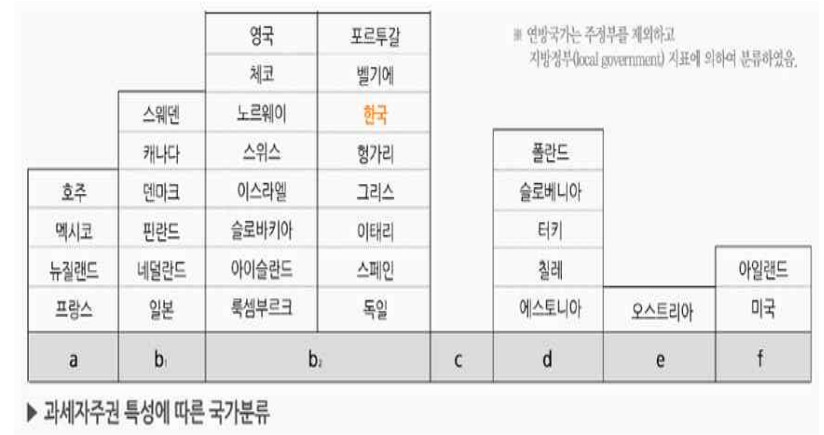 영국 포르투갈
※ 연방국가는 주정부를 제외하고
체코 벨기에
지방정부(local government) 지표에 의하여 분류하였음.
스웨덴 노르웨이 한국
캐나다 스위스 헝가리 폴란드
호주 덴마크 이스라엘 그리스 슬로베니아
멕시코 핀란드 슬로바키아 이태리 터키
뉴질랜드 네덜란드 아이슬란드 스페인 칠레 아일랜드
프랑스 일본 룩셈부르크 독일 에스토니아 오스트리아 미국
a b₁ b₂ c d e f
▶ 과세자주권 특성에 따른 국가분류